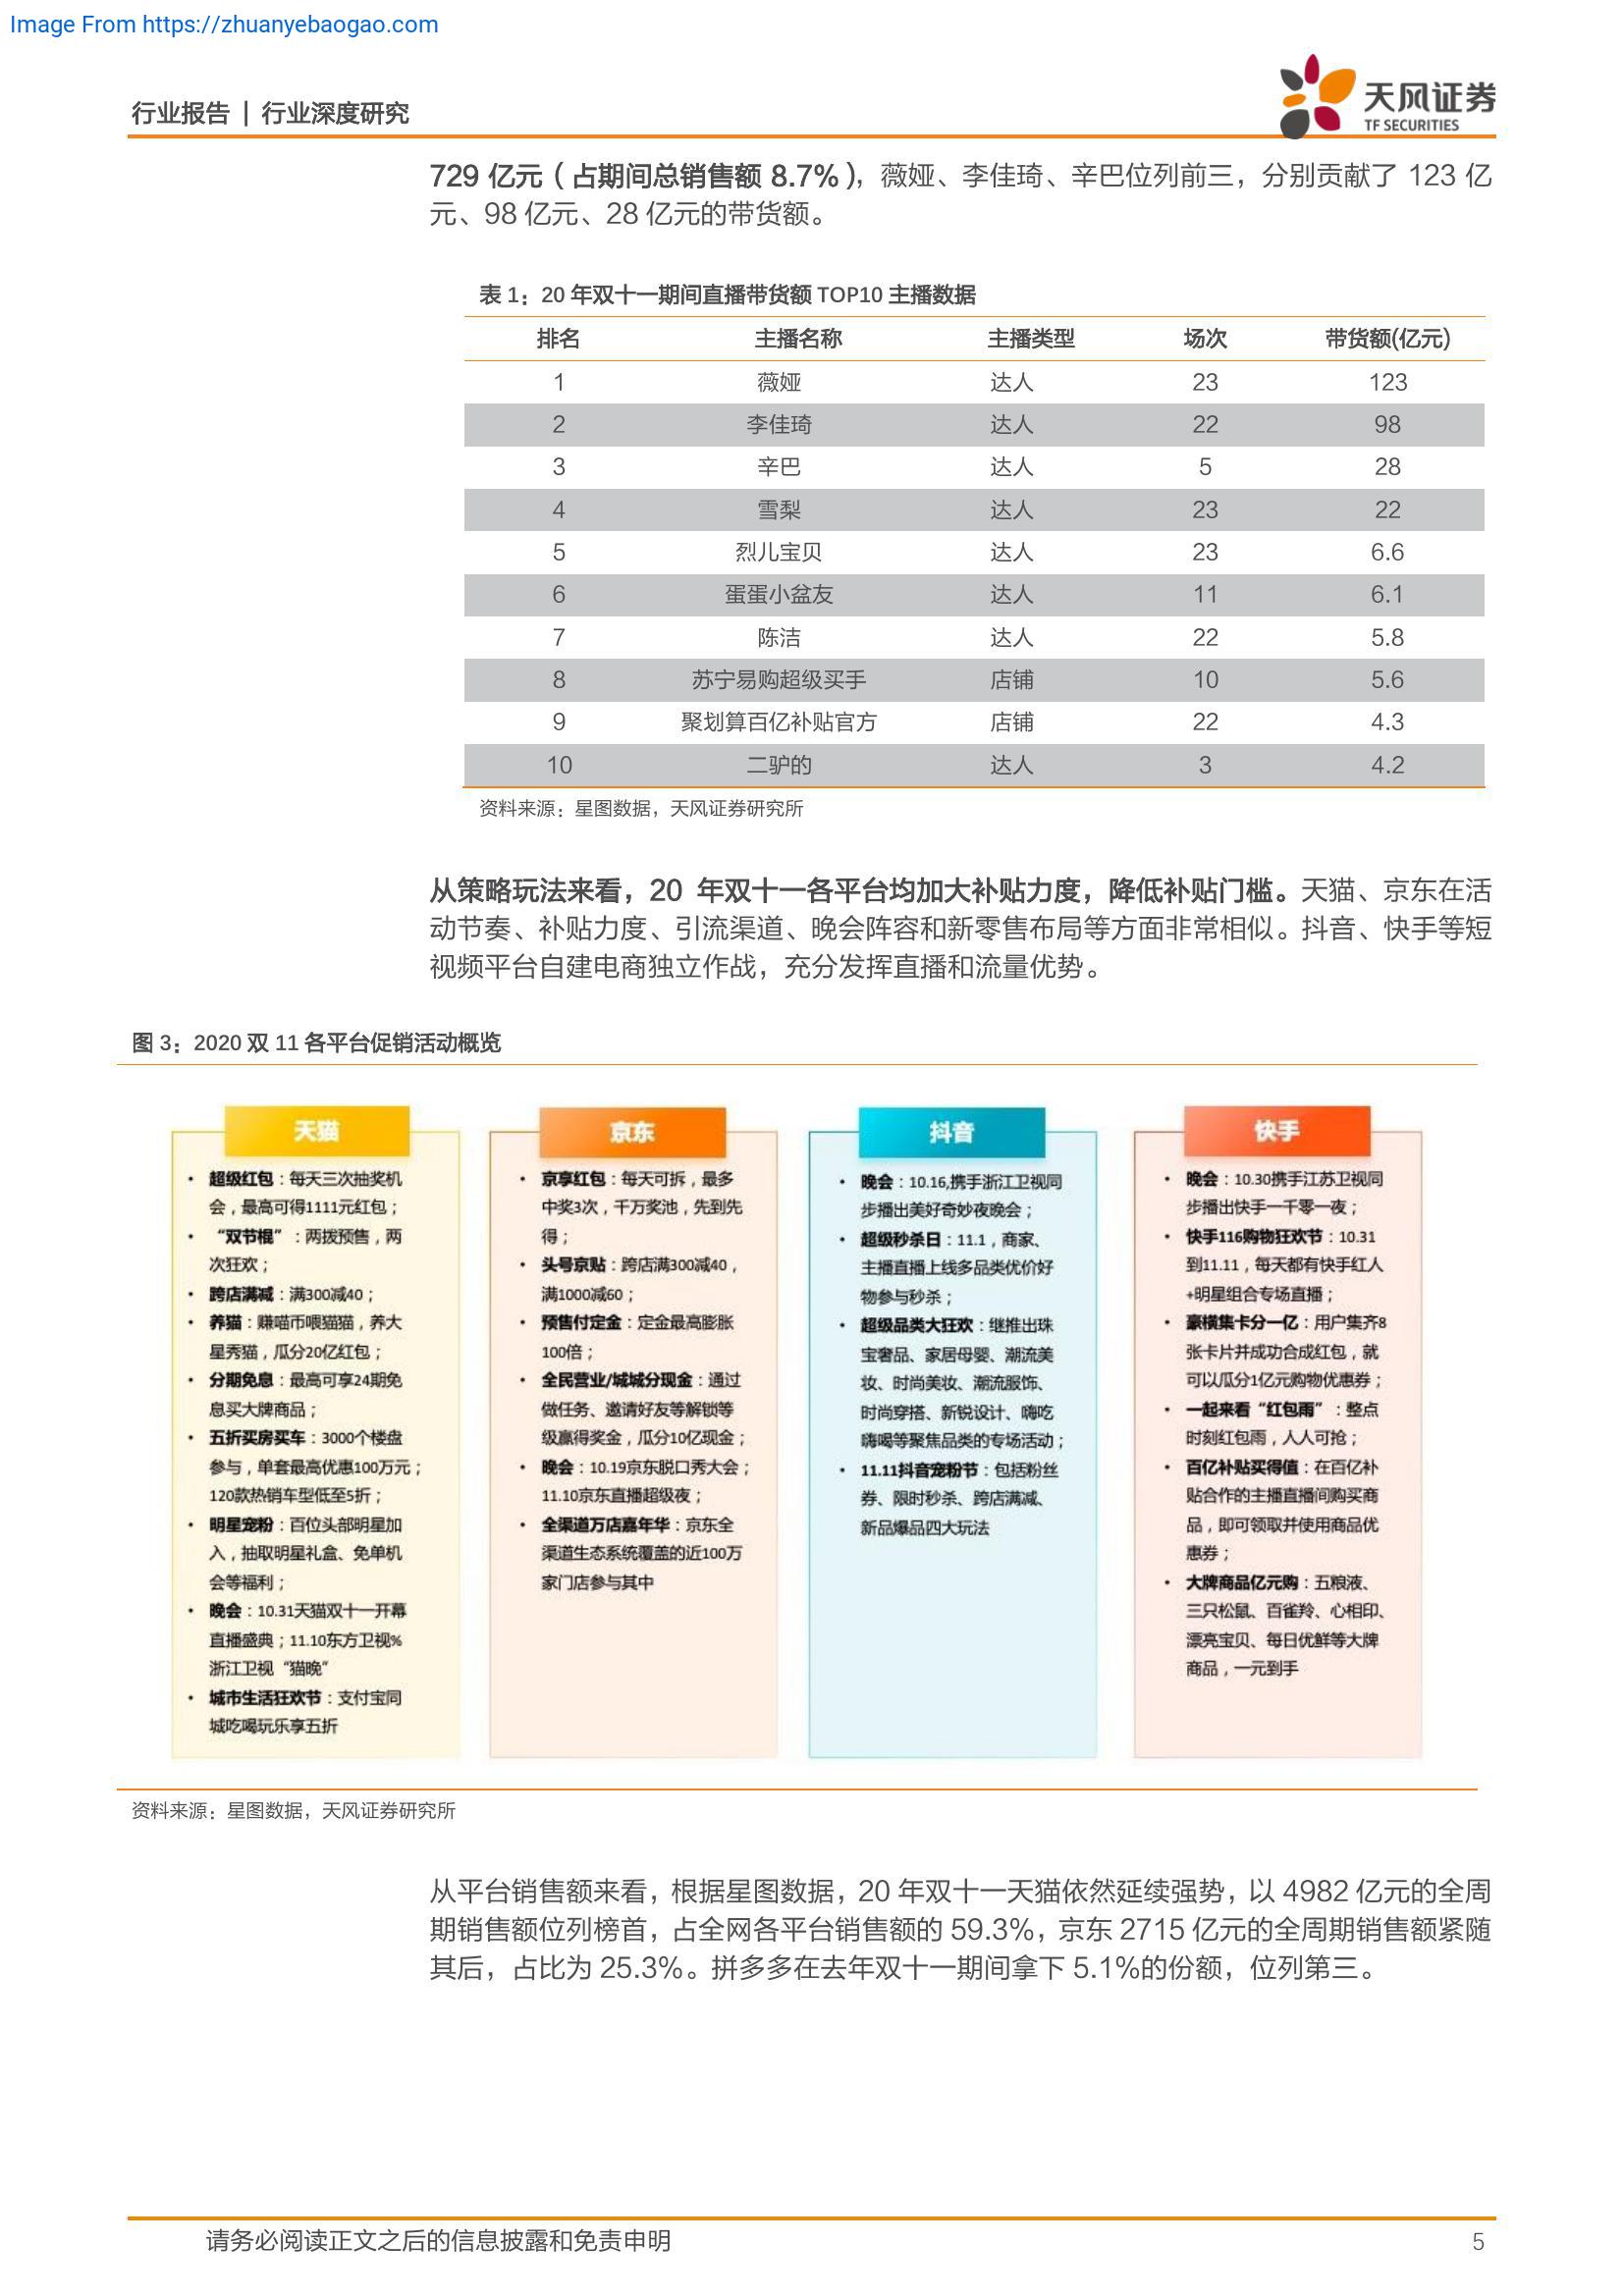 Image From https://zhuanyebaogao.com
行业报告 | 行业深度研究
天风证券
TF SECURITIES
729 亿元（占期间总销售额 8.7%），薇娅、李佳琦、辛巴位列前三，分别贡献了 123 亿
元、98 亿元、28 亿元的带货额。
表 1：20 年双十一期间直播带货额 TOP10 主播数据
排名 主播名称 主播类型 场次 带货额(亿元)
1 薇娅 达人 23 123
2 李佳琦 达人 22 98
3 辛巴 达人 5 28
4 雪梨 达人 23 22
5 烈儿宝贝 达人 23 6.6
6 蛋蛋小盆友 达人 11 6.1
7 陈洁 达人 22 5.8
8 苏宁易购超级买手 店铺 10 5.6
9 聚划算百亿补贴官方 店铺 22 4.3
10 二驴的 达人 3 4.2
资料来源：星图数据，天风证券研究所
从策略玩法来看，20 年双十一各平台均加大补贴力度，降低补贴门槛。天猫、京东在活
动节奏、补贴力度、引流渠道、晚会阵容和新零售布局等方面非常相似。抖音、快手等短
视频平台自建电商独立作战，充分发挥直播和流量优势。
图 3：2020 双 11 各平台促销活动概览
天猫
• 超级红包：每天三次抽奖机
会，最高可得1111元红包；
• “双节棍”：两拨预售，两
次狂欢；
• 跨店满减：满300减40；
• 养猫：赚喵币喂猫猫，养大
星秀猫，瓜分20亿红包；
• 分期免息：最高可享24期免
息买大牌商品；
• 五折买房买车：3000个楼盘
参与，单套最高优惠100万元；
120款热销车型低至5折；
• 明星宠粉：百位头部明星加
入，抽取明星礼盒、免单机
会等福利；
• 晚会：10.31天猫双十一开幕
直播盛典；11.10东方卫视%
浙江卫视“猫晚“
• 城市生活狂欢节：支付宝同
城吃喝玩乐享五折
京东
• 京享红包：每天可拆，最多
中奖3次，千万奖池，先到先
得；
• 头号京贴：跨店满300减40，
满1000减60；
• 预售付定金：定金最高膨胀
100倍；
• 全民营业/城城分现金：通过
做任务、邀请好友等解锁等
级赢得奖金，瓜分10亿现金；
• 晚会：10.19京东脱口秀大会；
11.10京东直播超级夜；
• 全渠道万店嘉年华：京东全
渠道生态系统覆盖的近100万
家门店参与其中
抖音
• 晚会：10.16,携手浙江卫视同
步播出美好奇妙夜晚会；
• 超级秒杀日：11.1，商家、
主播直播上线多品类优价好
物参与秒杀；
• 超级品类大狂欢：继推出珠
宝奢品、家居母婴、潮流美
妆、时尚美妆、潮流服饰、
时尚穿搭、新锐设计、嗨吃
嗨喝等聚焦品类的专场活动；
• 11.11抖音宠粉节：包括粉丝
券、限时秒杀、跨店满减、
新品爆品四大玩法
快手
• 晚会：10.30携手江苏卫视同
步播出快手一千零一夜；
• 快手116购物狂欢节：10.31
到11.11，每天都有快手红人
+明星组合专场直播；
• 豪横集卡分一亿：用户集齐8
张卡片并成功合成红包，就
可以瓜分1亿元购物优惠券；
• 一起来看“红包雨”：整点
时刻红包雨，人人可抢；
• 百亿补贴买得值：在百亿补
贴合作的主播直播间购买商
品，即可领取并使用商品优
惠券；
• 大牌商品亿元购：五粮液、
三只松鼠、百雀羚、心相印、
漂亮宝贝、每日优鲜等大牌
商品，一元到手
资料来源：星图数据，天风证券研究所
从平台销售额来看，根据星图数据，20 年双十一天猫依然延续强势，以 4982 亿元的全周
期销售额位列榜首，占全网各平台销售额的 59.3%，京东 2715 亿元的全周期销售额紧随
其后，占比为 25.3%。拼多多在去年双十一期间拿下 5.1%的份额，位列第三。
请务必阅读正文之后的信息披露和免责申明 5